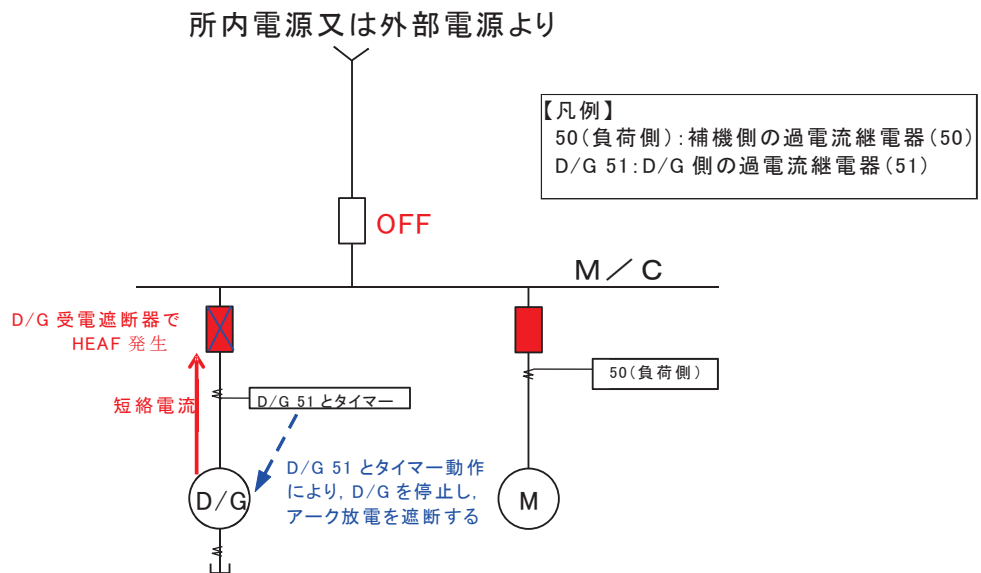 所内電源又は外部電源より
【凡例】
50(負荷側):補機側の過電流継電器(50)
D/G 51:D/G 側の過電流継電器(51)
OFF
M/C
D/G 受電遮断器で
HEAF 発生
短絡電流
D/G 51 とタイマー
50(負荷側)
D/G 51 とタイマー動作
により, D/G を停止し,
アーク放電を遮断する
D/G
M